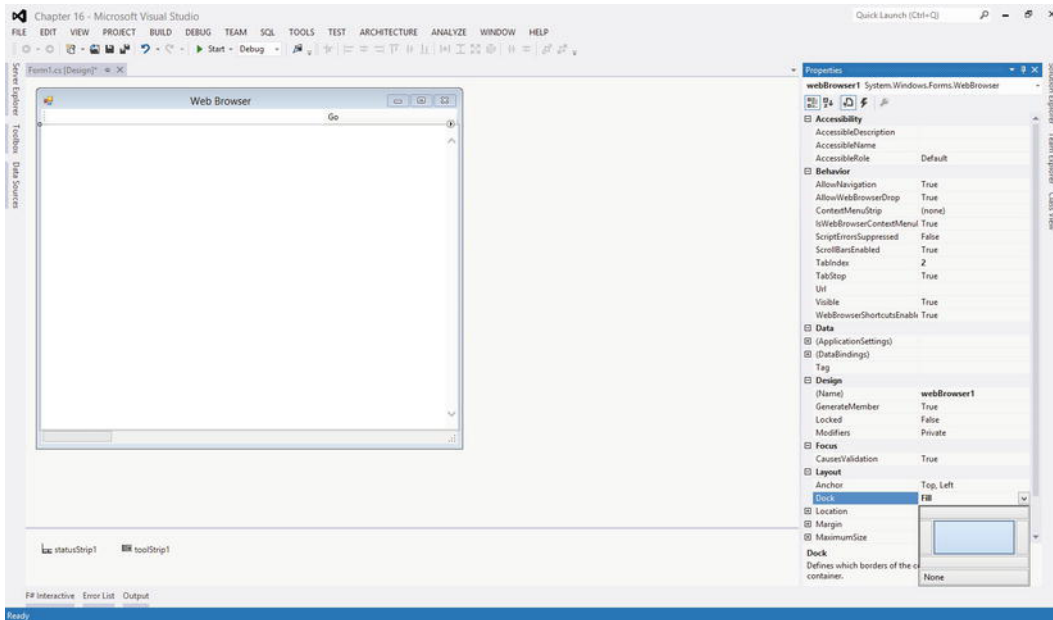 Chapter 16 - Microsoft Visual Studio
Quick Launch (Ctrl+Q)
FILE EDIT VIEW PROJECT BUILD DEBUG TEAM SQL TOOLS TEST ARCHITECTURE ANALYZE WINDOW HELP
Start - Debug
Server Explorer
Toolbox
Data Sources
Form1.cs [Design]*
Web Browser
Go
statusStrip1
toolStrip1
Properties
webBrowser1 System.Windows.Forms.WebBrowser
Accessibility
AccessibleDescription
AccessibleName
AccessibleRole Default
Behavior
AllowNavigation True
AllowWebBrowserDrop True
ContextMenuStrip (none)
IsWebBrowserContextMenuI True
ScriptErrorsSuppressed False
ScrollBarsEnabled True
TabIndex 2
TabStop True
Url
Visible True
WebBrowserShortcutsEnabl True
Data
(ApplicationSettings)
(DataBindings)
Tag
Design
(Name) webBrowser1
GenerateMember True
Locked False
Modifiers Private
Focus
CausesValidation True
Layout
Anchor Top, Left
Dock Fill
Location
Margin
MaximumSize
None
Dock
Defines which borders of the c
container.
Solution Explorer
Team Explorer
Class View
F# Interactive Error List Output
Ready